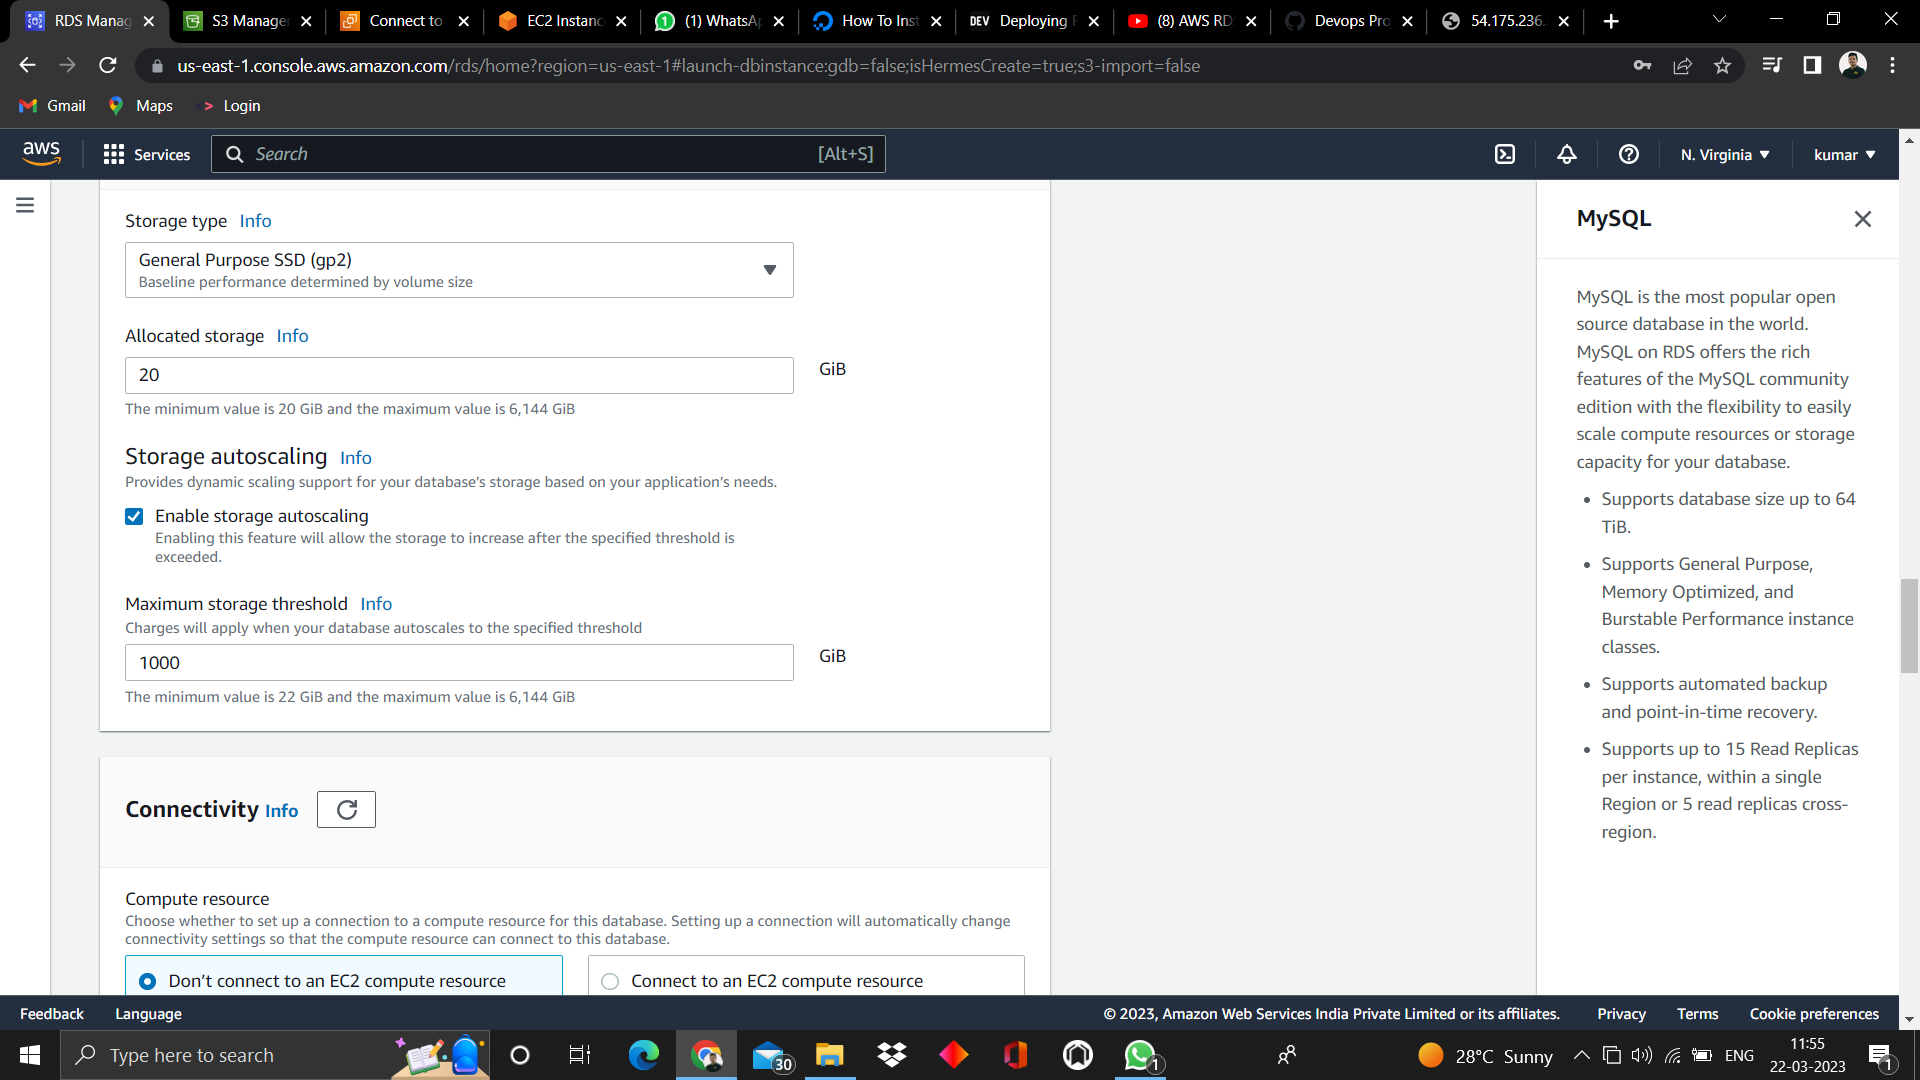 RDS Manag
S3 Manage
Connect to
EC2 Instanc
(1) WhatsA
How To Inst
DEV
Deploying F
(8) AWS RD
Devops Pro
54.175.236.
us-east-1.console.aws.amazon.com/rds/home?region=us-east-1#launch-dbinstance:gdb=false;isHermesCreate=true;s3-import=false
Gmail
Maps
Login
aws
Services
Search
[Alt+S]
N. Virginia
kumar
Storage type Info
General Purpose SSD (gp2)
Baseline performance determined by volume size
Allocated storage Info
20
GiB
The minimum value is 20 GiB and the maximum value is 6,144 GiB
Storage autoscaling Info
Provides dynamic scaling support for your database's storage based on your application's needs.
Enable storage autoscaling
Enabling this feature will allow the storage to increase after the specified threshold is
exceeded.
Maximum storage threshold Info
Charges will apply when your database autoscales to the specified threshold
1000
GiB
The minimum value is 22 GiB and the maximum value is 6,144 GiB
Connectivity Info
Compute resource
Choose whether to set up a connection to a compute resource for this database. Setting up a connection will automatically change
connectivity settings so that the compute resource can connect to this database.
Don't connect to an EC2 compute resource
Connect to an EC2 compute resource
MySQL
MySQL is the most popular open
source database in the world.
MySQL on RDS offers the rich
features of the MySQL community
edition with the flexibility to easily
scale compute resources or storage
capacity for your database.
Supports database size up to 64
TiB.
Supports General Purpose,
Memory Optimized, and
Burstable Performance instance
classes.
Supports automated backup
and point-in-time recovery.
Supports up to 15 Read Replicas
per instance, within a single
Region or 5 read replicas cross-
region.
Feedback
Language
© 2023, Amazon Web Services India Private Limited or its affiliates.
Privacy
Terms
Cookie preferences
Type here to search
30
1
28°C Sunny
ENG
11:55
22-03-2023
1